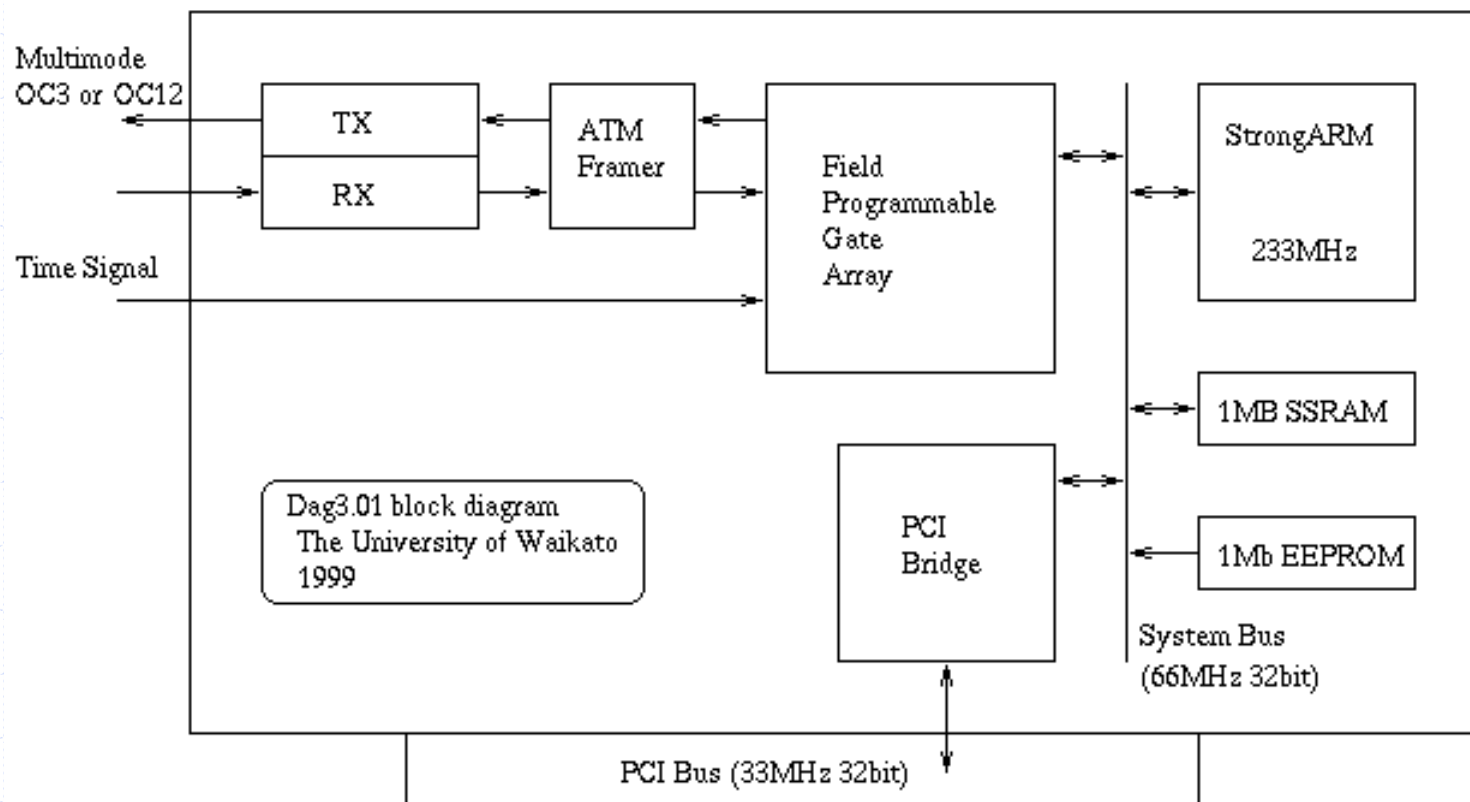 Multimode
OC3 or OC12
TX
RX
ATM
Framer
Field
Programmable
Gate
Array
StrongARM
233MHz
Time Signal
1MB SSRAM
Dag3.01 block diagram
The University of Waikato
1999
PCI
Bridge
1Mb EEPROM
System Bus
(66MHz 32bit)
PCI Bus (33MHz 32bit)